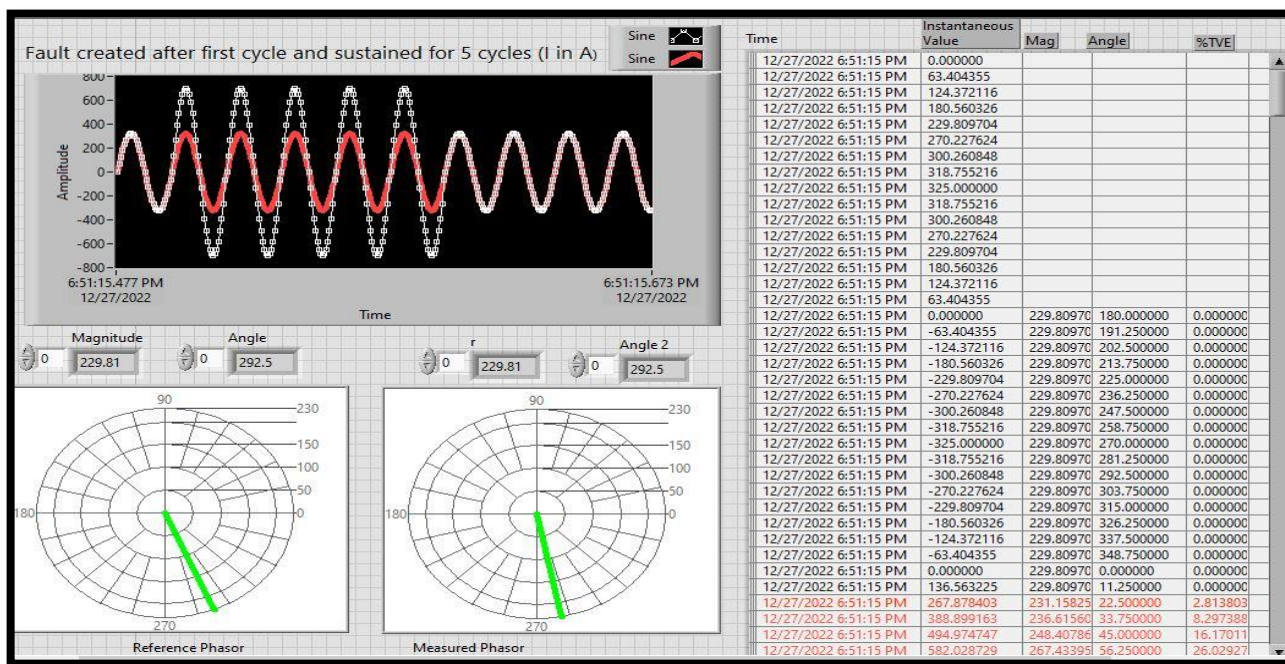 Fault created after first cycle and sustained for 5 cycles (I in A)
Sine
Sine
800
600
400
200
0
-200
-400
-600
-800
Amplitude
6:51:15.477 PM
12/27/2022
6:51:15.673 PM
12/27/2022
Time
Magnitude
0
229.81
Angle
0
292.5
r
0
229.81
Angle 2
0
292.5
90
230
150
100
50
0
180
270
Reference Phasor
90
230
150
100
50
0
180
270
Measured Phasor
Time Instantaneous Value Mag Angle %TVE
12/27/2022 6:51:15 PM 0.000000
12/27/2022 6:51:15 PM 63.404355
12/27/2022 6:51:15 PM 124.372116
12/27/2022 6:51:15 PM 180.560326
12/27/2022 6:51:15 PM 229.809704
12/27/2022 6:51:15 PM 270.227624
12/27/2022 6:51:15 PM 300.260848
12/27/2022 6:51:15 PM 318.755216
12/27/2022 6:51:15 PM 325.000000
12/27/2022 6:51:15 PM 318.755216
12/27/2022 6:51:15 PM 300.260848
12/27/2022 6:51:15 PM 270.227624
12/27/2022 6:51:15 PM 229.809704
12/27/2022 6:51:15 PM 180.560326
12/27/2022 6:51:15 PM 124.372116
12/27/2022 6:51:15 PM 63.404355
12/27/2022 6:51:15 PM 0.000000 229.80970 180.000000 0.000000
12/27/2022 6:51:15 PM -63.404355 229.80970 191.250000 0.000000
12/27/2022 6:51:15 PM -124.372116 229.80970 202.500000 0.000000
12/27/2022 6:51:15 PM -180.560326 229.80970 213.750000 0.000000
12/27/2022 6:51:15 PM -229.809704 229.80970 225.000000 0.000000
12/27/2022 6:51:15 PM -270.227624 229.80970 236.250000 0.000000
12/27/2022 6:51:15 PM -300.260848 229.80970 247.500000 0.000000
12/27/2022 6:51:15 PM -318.755216 229.80970 258.750000 0.000000
12/27/2022 6:51:15 PM -325.000000 229.80970 270.000000 0.000000
12/27/2022 6:51:15 PM -318.755216 229.80970 281.250000 0.000000
12/27/2022 6:51:15 PM -300.260848 229.80970 292.500000 0.000000
12/27/2022 6:51:15 PM -270.227624 229.80970 303.750000 0.000000
12/27/2022 6:51:15 PM -229.809704 229.80970 315.000000 0.000000
12/27/2022 6:51:15 PM -180.560326 229.80970 326.250000 0.000000
12/27/2022 6:51:15 PM -124.372116 229.80970 337.500000 0.000000
12/27/2022 6:51:15 PM -63.404355 229.80970 348.750000 0.000000
12/27/2022 6:51:15 PM 0.000000 229.80970 0.000000 0.000000
12/27/2022 6:51:15 PM 136.563225 229.80970 11.250000 0.000000
12/27/2022 6:51:15 PM 267.878403 231.15825 22.500000 2.813803
12/27/2022 6:51:15 PM 388.899163 236.61560 33.750000 8.297388
12/27/2022 6:51:15 PM 494.974747 248.40786 45.000000 16.17011
12/27/2022 6:51:15 PM 582.028729 267.43395 56.250000 26.02927